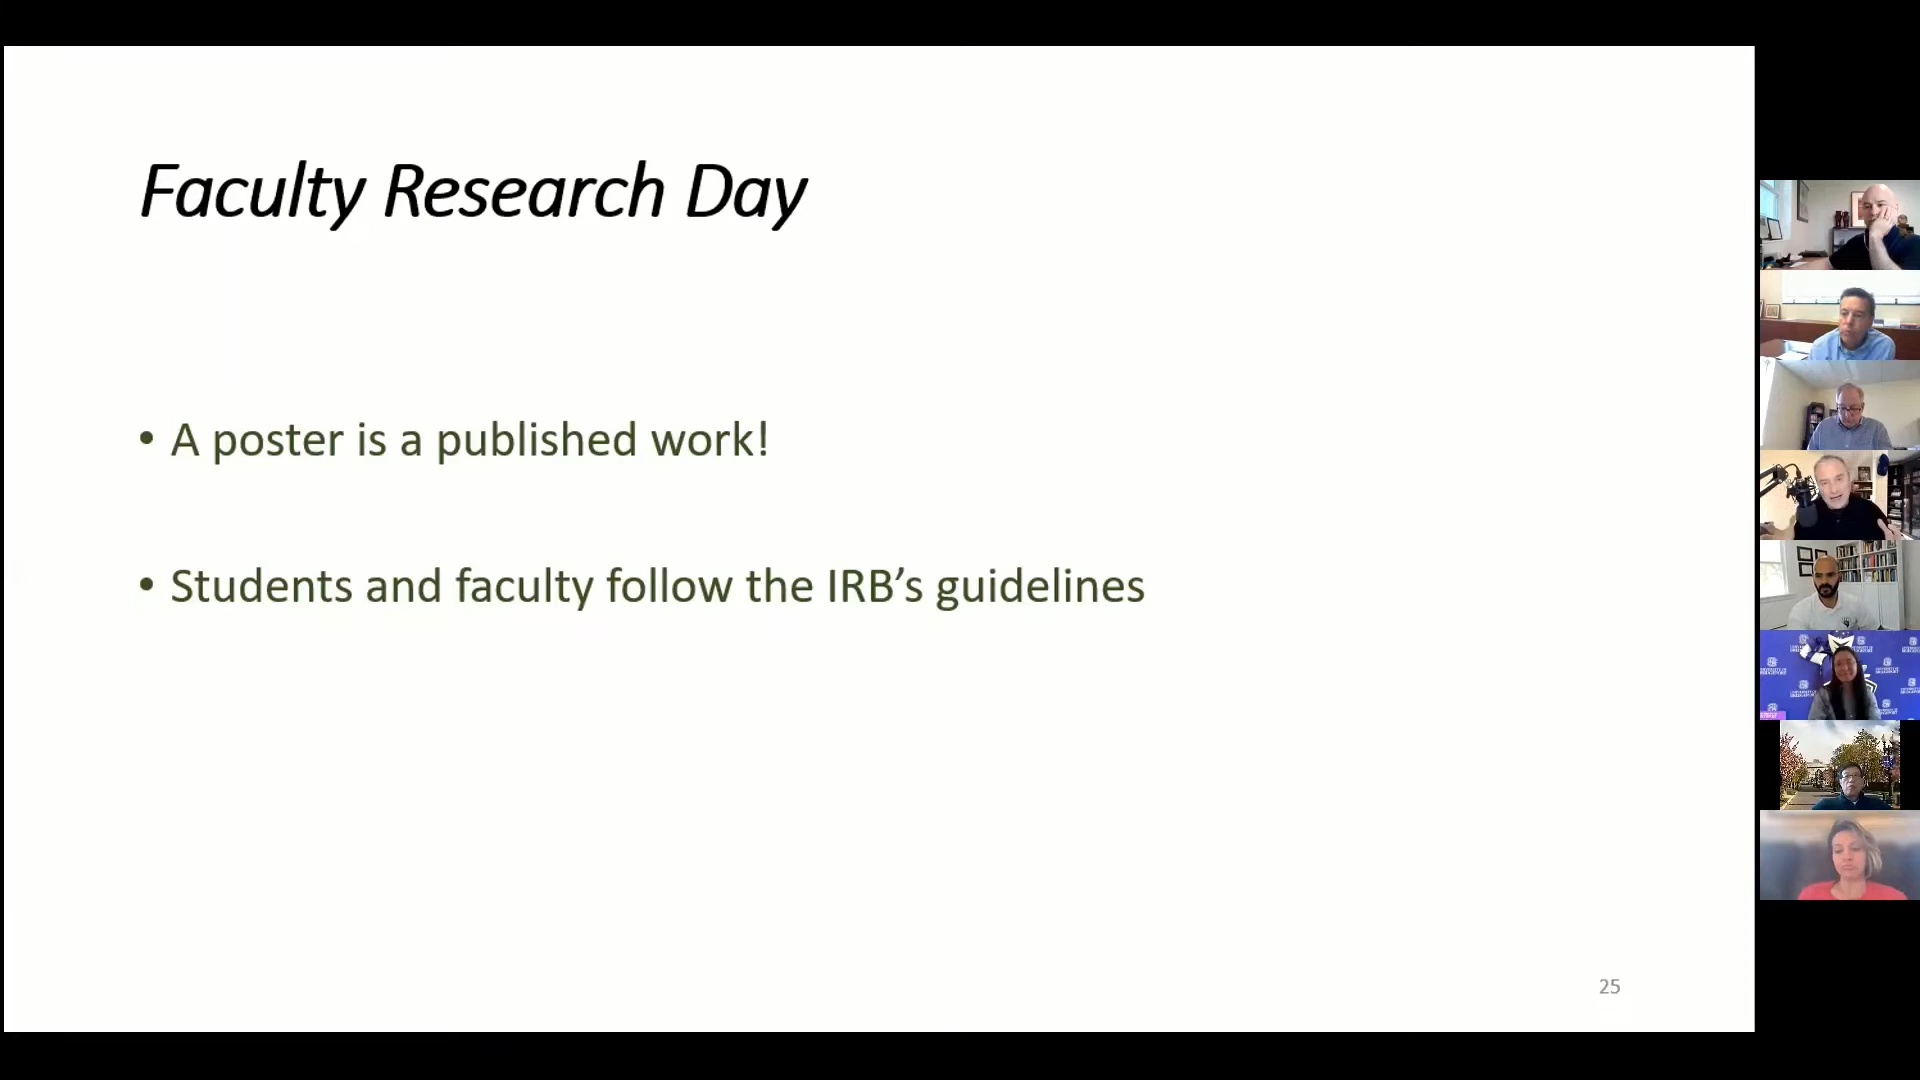 Faculty Research Day
• A poster is a published work!
• Students and faculty follow the IRB’s guidelines
25